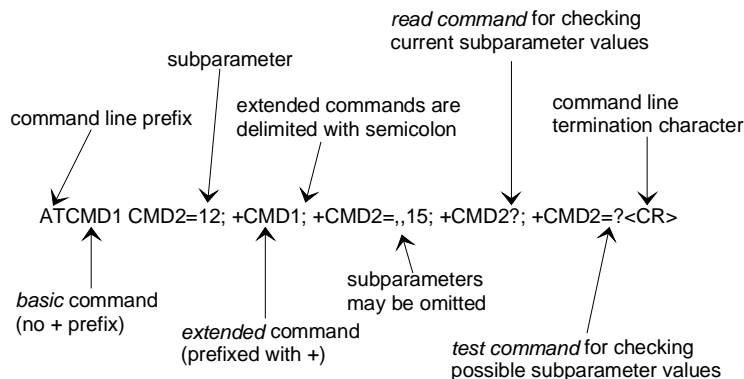 read command for checking
current subparameter values
subparameter
extended commands are
delimited with semicolon
command line
termination character
command line prefix
ATCMD1 CMD2=12; +CMD1; +CMD2=,,15; +CMD2?; +CMD2=?<CR>
basic command
(no + prefix)
extended command
(prefixed with +)
subparameters
may be omitted
test command for checking
possible subparameter values